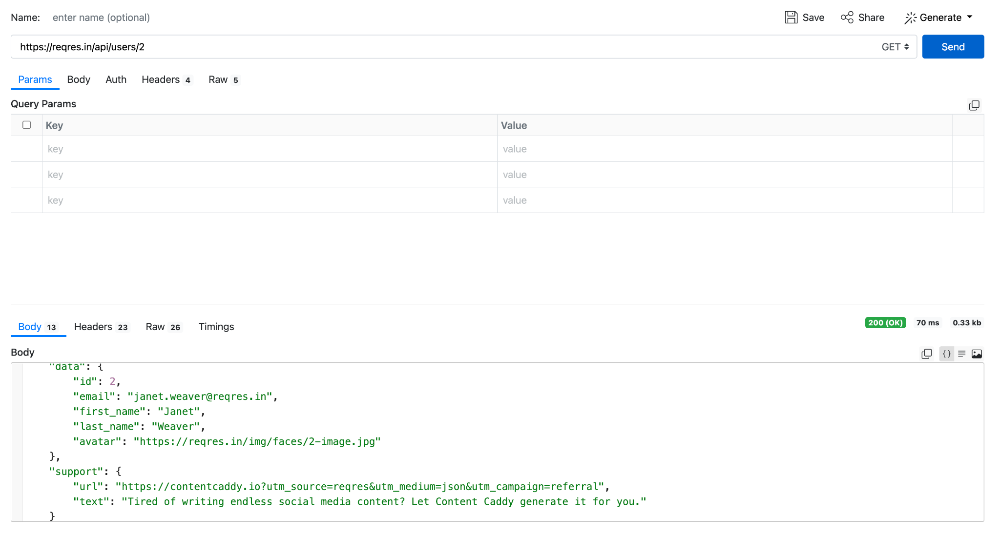 Name: enter name (optional) Save Share Generate
https://reqres.in/api/users/2 GET Send
Params Body Auth Headers 4 Raw 5
Query Params
Key Value
key value
key value
key value
Body 13 Headers 23 Raw 26 Timings 200 (OK) 70 ms 0.33 kb
Body {}
"data": {
"id": 2,
"email": "janet.weaver@reqres.in",
"first_name": "Janet",
"last_name": "Weaver",
"avatar": "https://reqres.in/img/faces/2-image.jpg"
},
"support": {
"url": "https://contentcaddy.io?utm_source=reqres&utm_medium=json&utm_campaign=referral",
"text": "Tired of writing endless social media content? Let Content Caddy generate it for you."
}